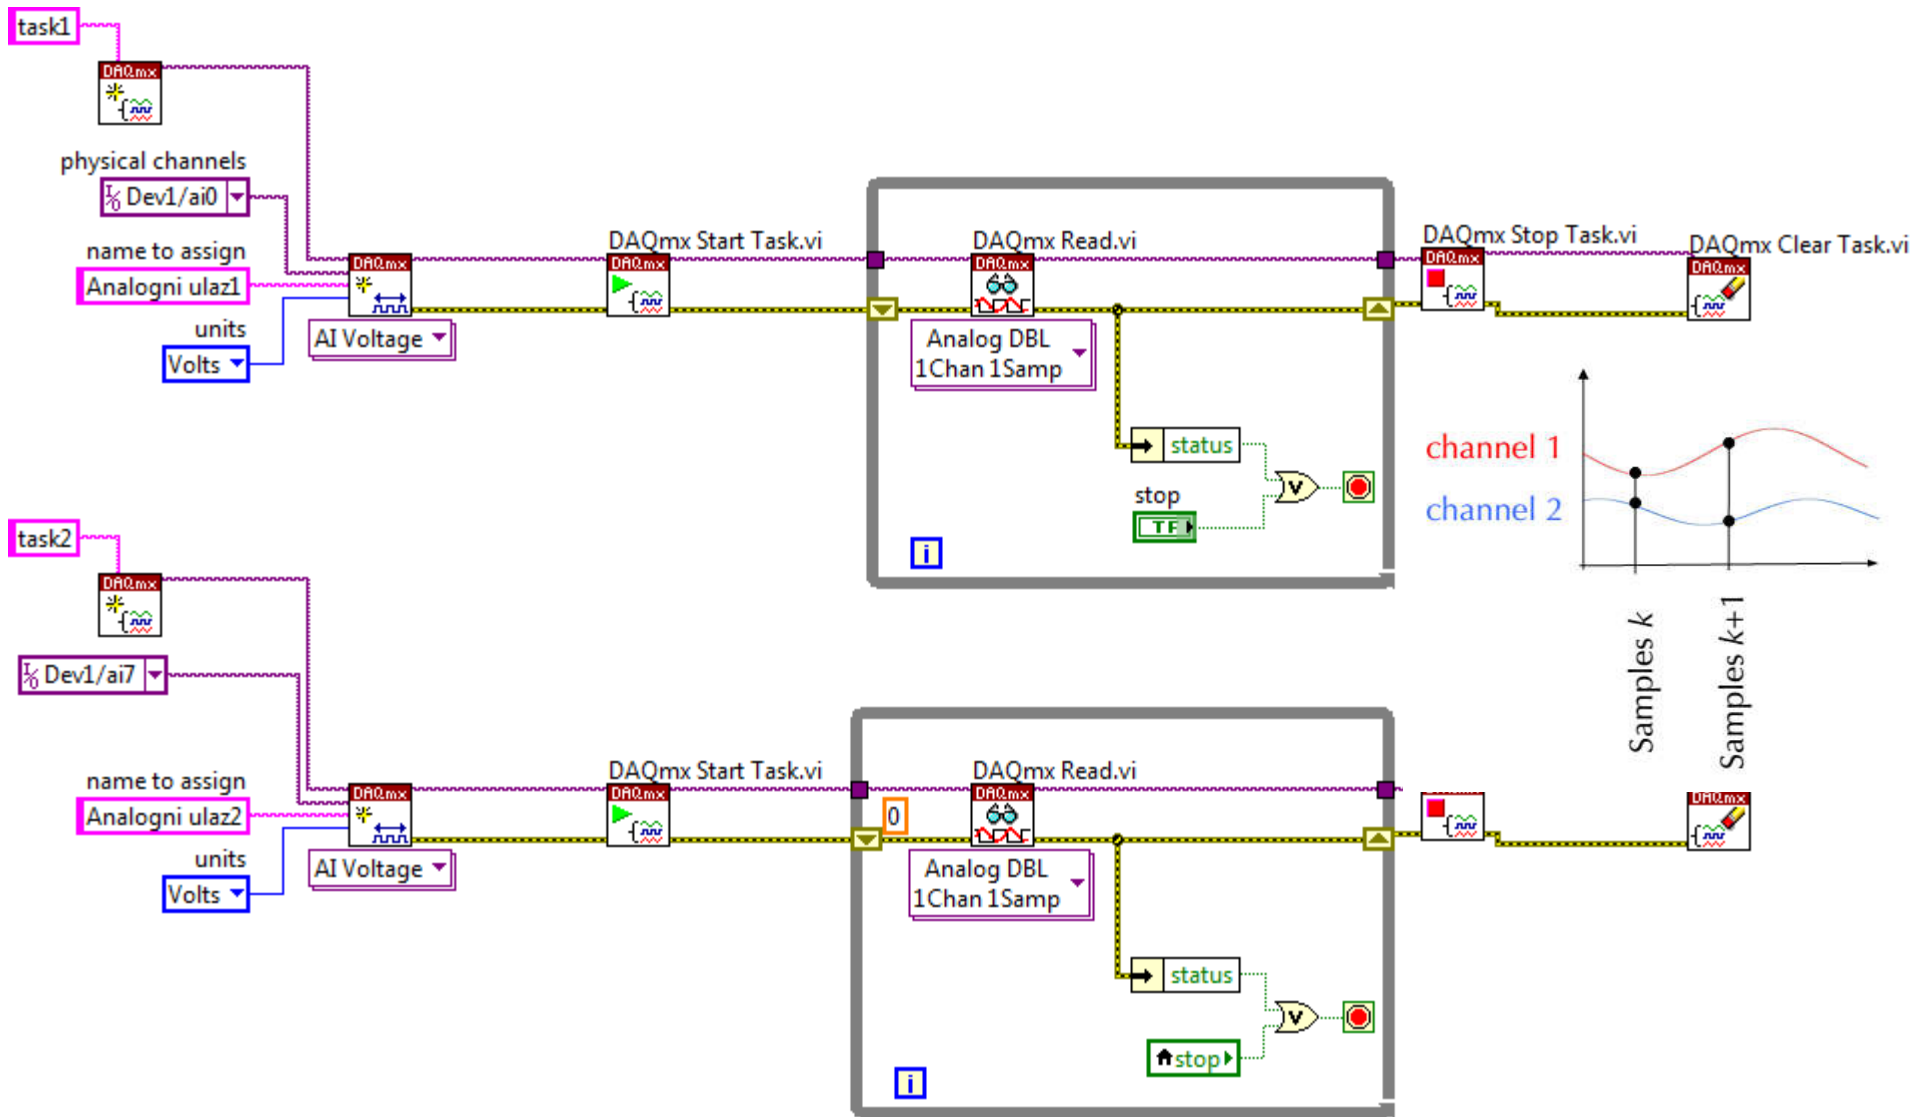 task1
DAQmx
physical channels
I/O Dev1/ai0
name to assign
Analogni ulaz1
units
Volts
DAQmx
AI Voltage
DAQmx Start Task.vi
DAQmx
DAQmx Read.vi
DAQmx
Analog DBL
1Chan 1Samp
status
V
stop
TF
i
DAQmx Stop Task.vi
DAQmx
DAQmx Clear Task.vi
DAQmx
channel 1
channel 2
Samples k
Samples k+1
task2
DAQmx
I/O Dev1/ai7
name to assign
Analogni ulaz2
units
Volts
DAQmx
AI Voltage
DAQmx Start Task.vi
DAQmx
0
DAQmx Read.vi
DAQmx
Analog DBL
1Chan 1Samp
status
V
stop
i
DAQmx
DAQmx